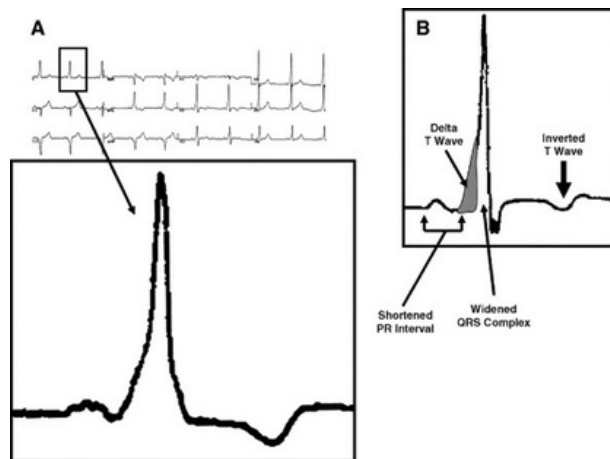 A
B
Delta
T Wave
Inverted
T Wave
Shortened
PR Interval
Widened
QRS Complex